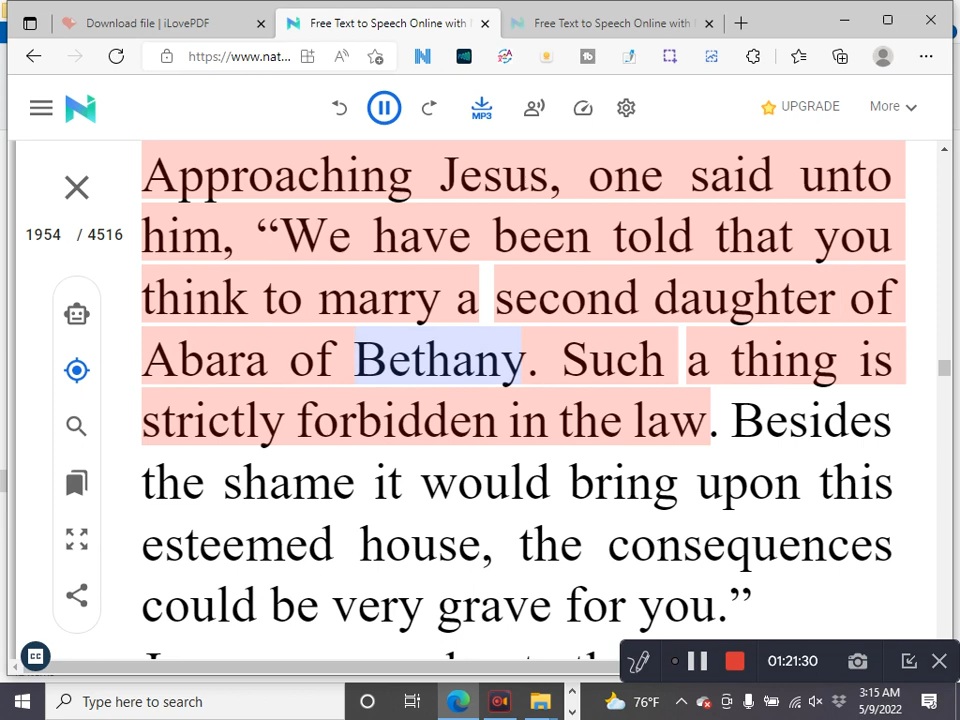 Download file | iLovePDF
Free Text to Speech Online with
Free Text to Speech Online with
https://www.nat...
MP3
UPGRADE
More
1954 / 4516
Approaching Jesus, one said unto
him, “We have been told that you
think to marry a second daughter of
Abara of Bethany. Such a thing is
strictly forbidden in the law. Besides
the shame it would bring upon this
esteemed house, the consequences
could be very grave for you.”
CC
01:21:30
Type here to search
76°F
3:15 AM
5/9/2022